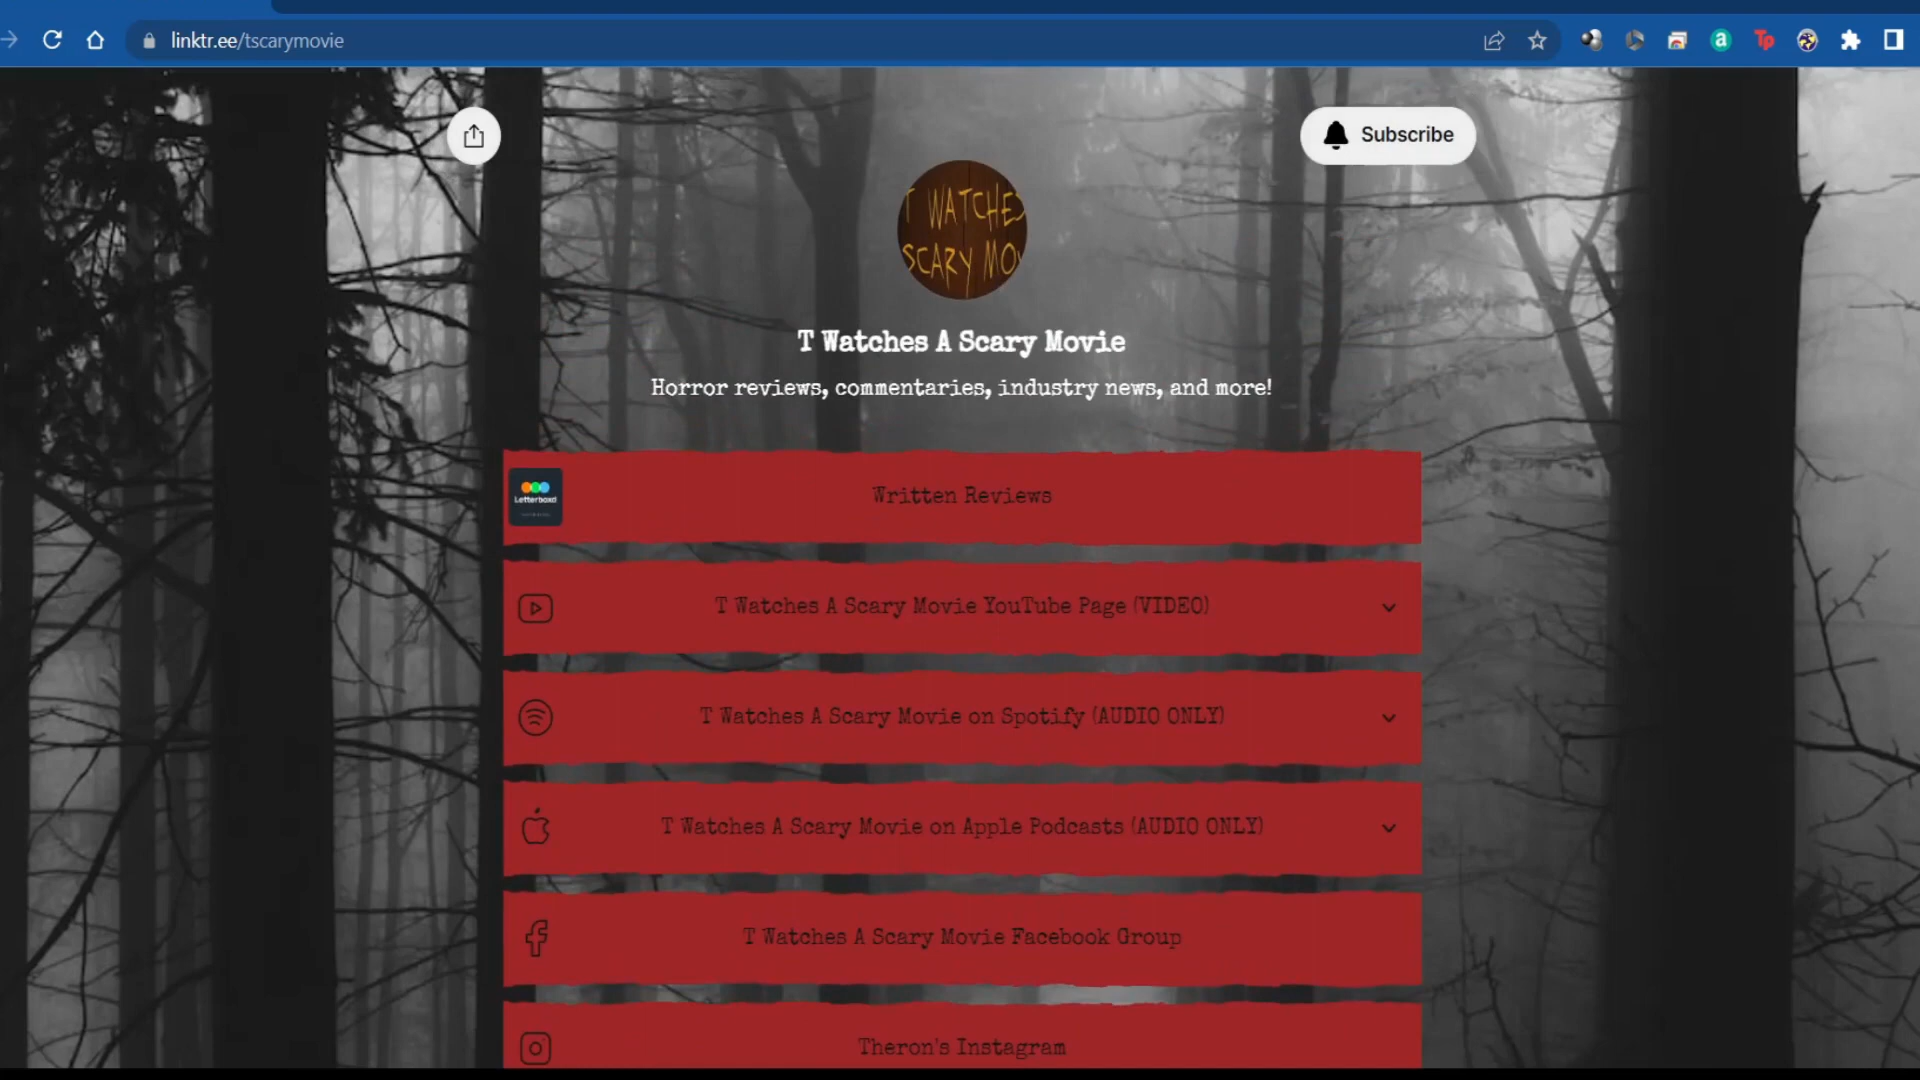 linktr.ee/tscarymovie
a
Tp
Subscribe
T WATCHES
SCARY MO
T Watches A Scary Movie
Horror reviews, commentaries, industry news, and more!
Letterboxd
Written Reviews
T Watches A Scary Movie YouTube Page (VIDEO)
T Watches A Scary Movie on Spotify (AUDIO ONLY)
T Watches A Scary Movie on Apple Podcasts (AUDIO ONLY)
T Watches A Scary Movie Facebook Group
Theron's Instagram